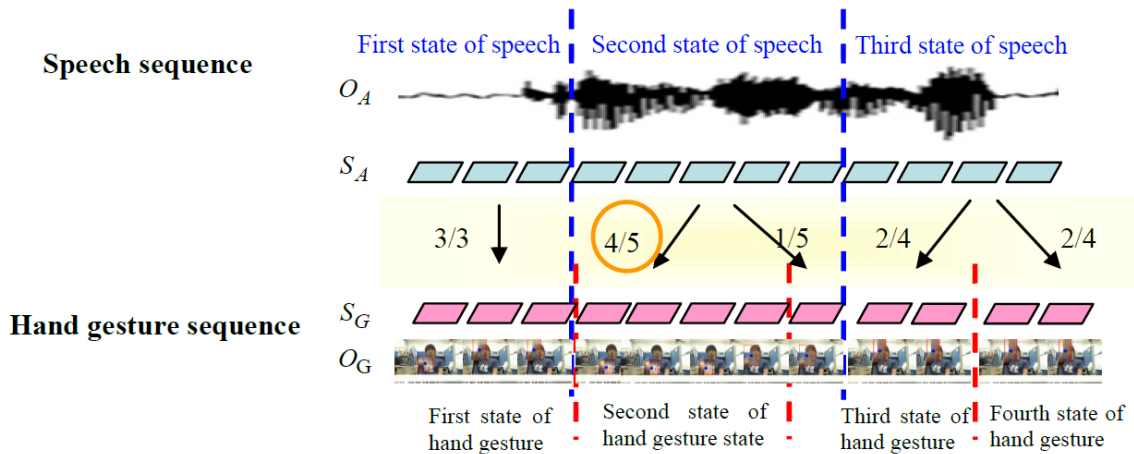 First state of speech Second state of speech Third state of speech
Speech sequence
O_A
S_A
3/3 4/5 1/5 2/4 2/4
S_G
Hand gesture sequence
O_G
First state of hand gesture
Second state of hand gesture state
Third state of hand gesture
Fourth state of hand gesture